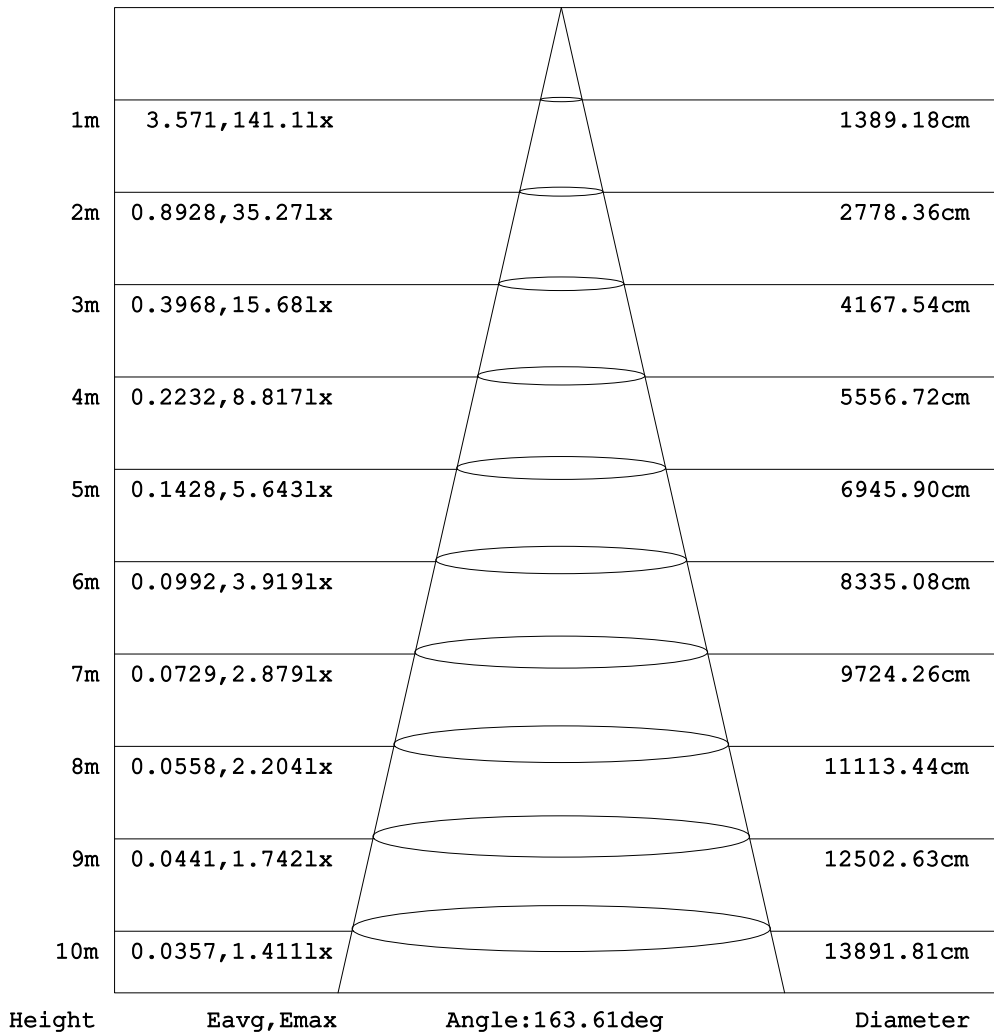 1m 3.571,141.1lx 1389.18cm
2m 0.8928,35.27lx 2778.36cm
3m 0.3968,15.68lx 4167.54cm
4m 0.2232,8.817lx 5556.72cm
5m 0.1428,5.643lx 6945.90cm
6m 0.0992,3.919lx 8335.08cm
7m 0.0729,2.879lx 9724.26cm
8m 0.0558,2.204lx 11113.44cm
9m 0.0441,1.742lx 12502.63cm
10m 0.0357,1.411lx 13891.81cm
Height Eavg,Emax Angle:163.61deg Diameter